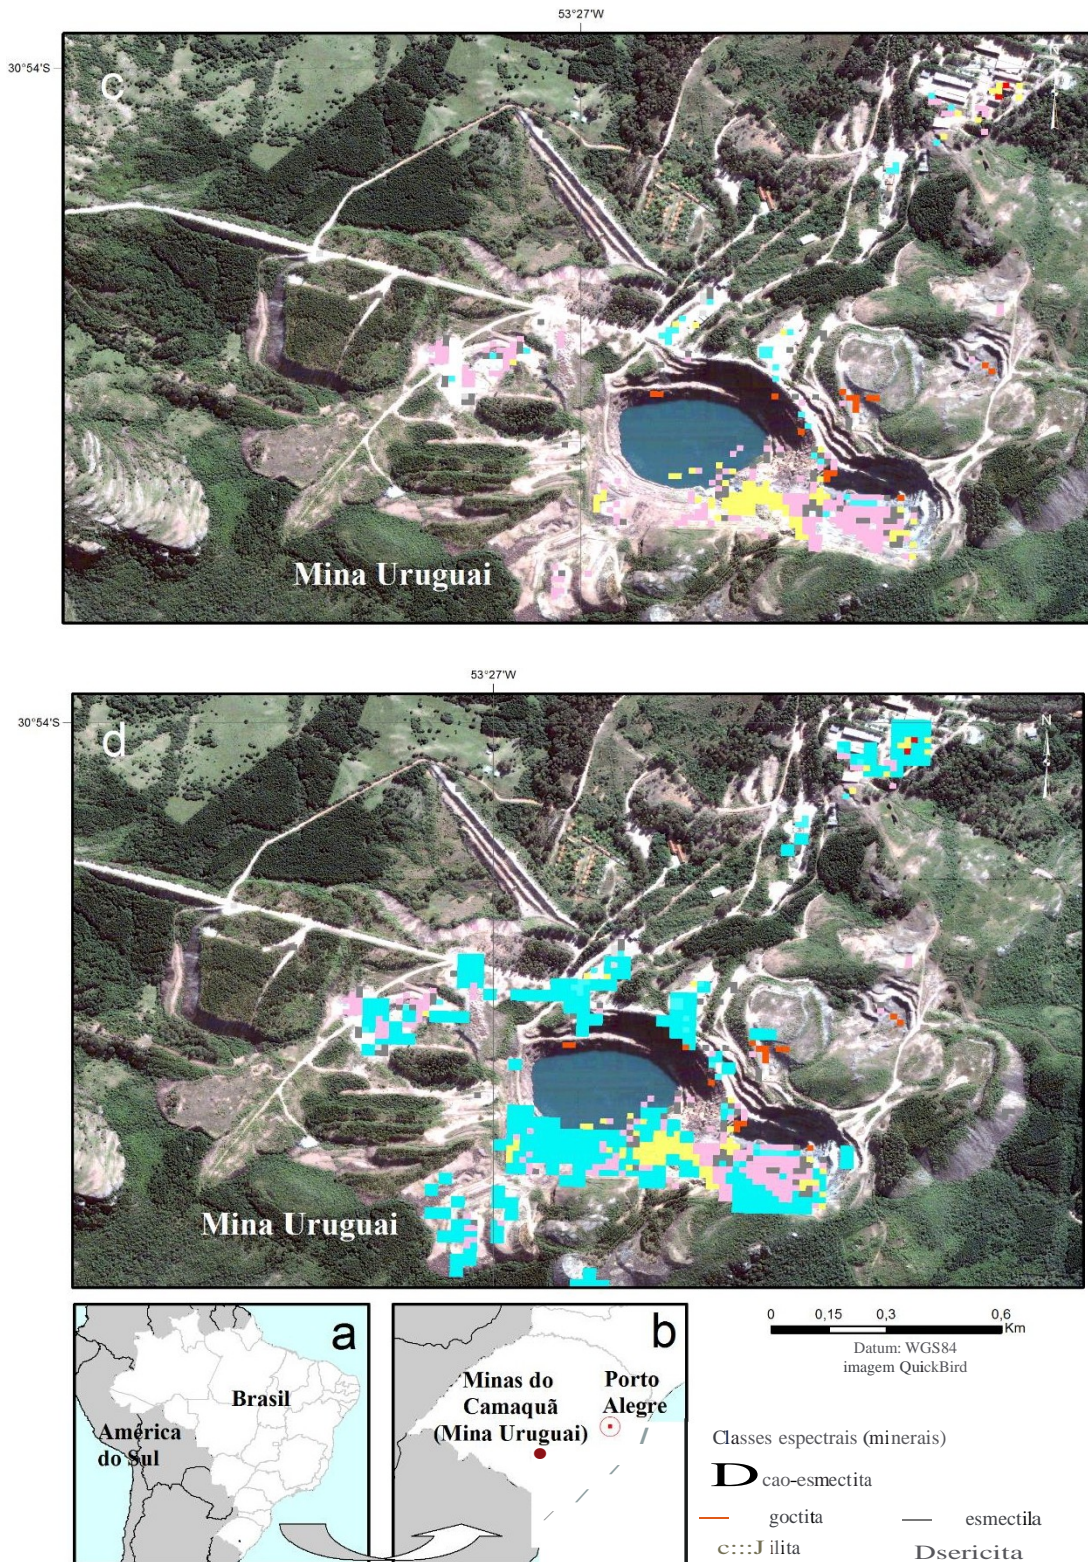 53°27'W
30°54'S
c
Mina Uruguai
53°27'W
30°54'S
d
N
Mina Uruguai
a
Brasil
América
do Sul
b
Minas do
Camaquã
(Mina Uruguai)
Porto
Alegre
0 0,15 0,3 0,6
Km
Datum: WGS84
imagem QuickBird
Classes espectrais (minerais)
D cao-esmectita
goctita
esmectila
c:::J ilita
Dsericita